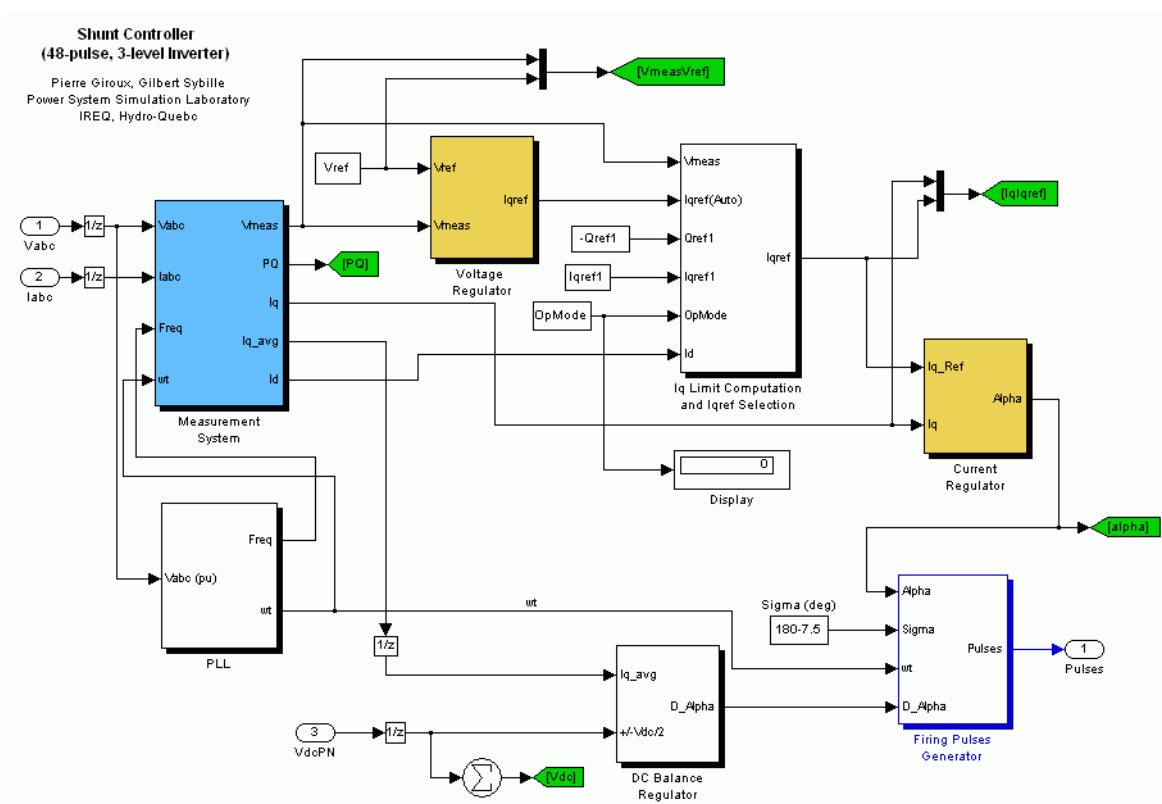 Shunt Controller
(48-pulse, 3-level Inverter)
Pierre Giroux, Gilbert Sybille
Power System Simulation Laboratory
IREQ, Hydro-Quebc
[VmeasVref]
Vref
Vref
Iqref
Vmeas
Voltage
Regulator
Vmeas
Iqref(Auto)
-Qref1
Qref1
Iqref1
Iqref1
OpMode
OpMode
Id
Iqref
Iq Limit Computation
and Iqref Selection
[IqIqref]
1
Vabc
1/z
2
Iabc
1/z
Vabc
Iabc
Freq
wt
Vmeas
PQ
Iq
Iq_avg
Id
Measurement
System
[PQ]
Iq_Ref
Iq
Alpha
Current
Regulator
0
Display
[alpha]
Vabc (pu)
Freq
wt
PLL
wt
1/z
Sigma (deg)
180-7.5
Alpha
Sigma
wt
D_Alpha
Pulses
Firing Pulses
Generator
1
Pulses
Iq_avg
+/-Vdc/2
D_Alpha
DC Balance
Regulator
3
VdcPN
1/z
Σ
[Vdc]